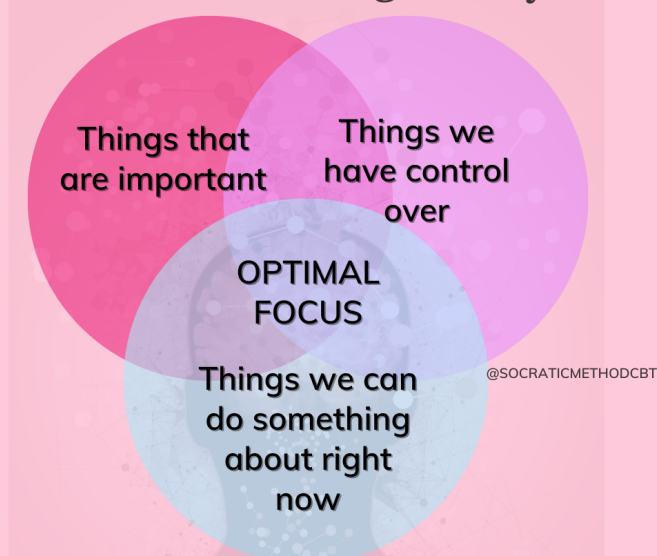 Things that
are important
Things we
have control
over
OPTIMAL
FOCUS
Things we can
do something
about right
now
@SOCRATICMETHODCBT